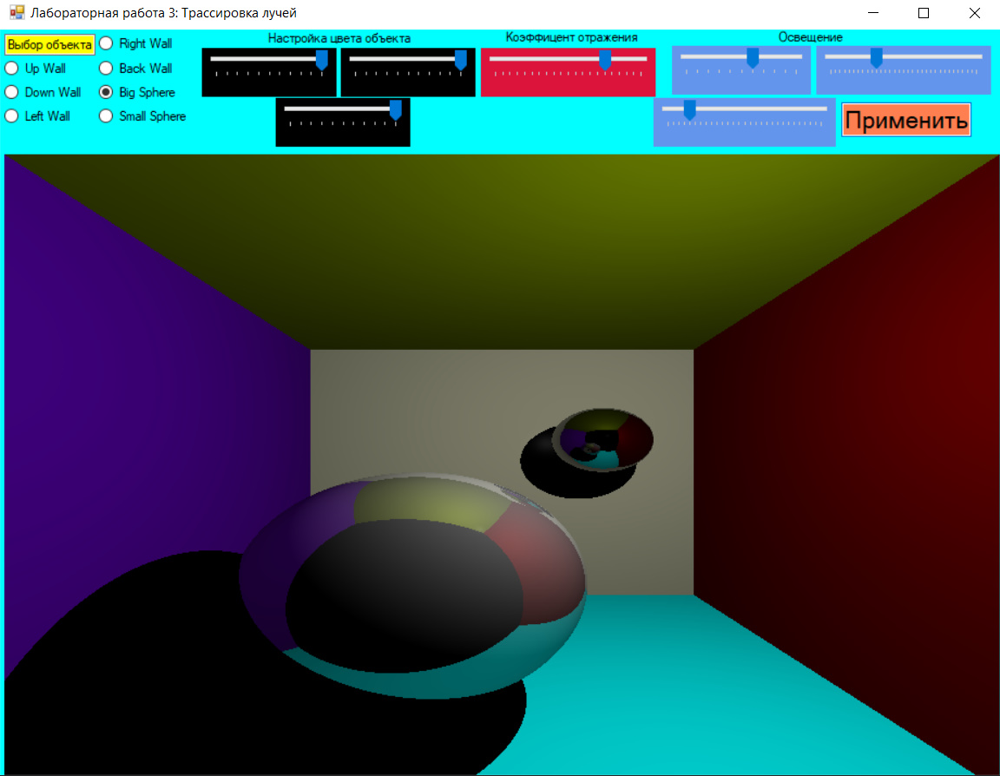 Лабораторная работа 3: Трассировка лучей
Выбор объекта
Right Wall
Up Wall
Back Wall
Down Wall
Big Sphere
Left Wall
Small Sphere
Настройка цвета объекта
Коэффицент отражения
Освещение
Применить